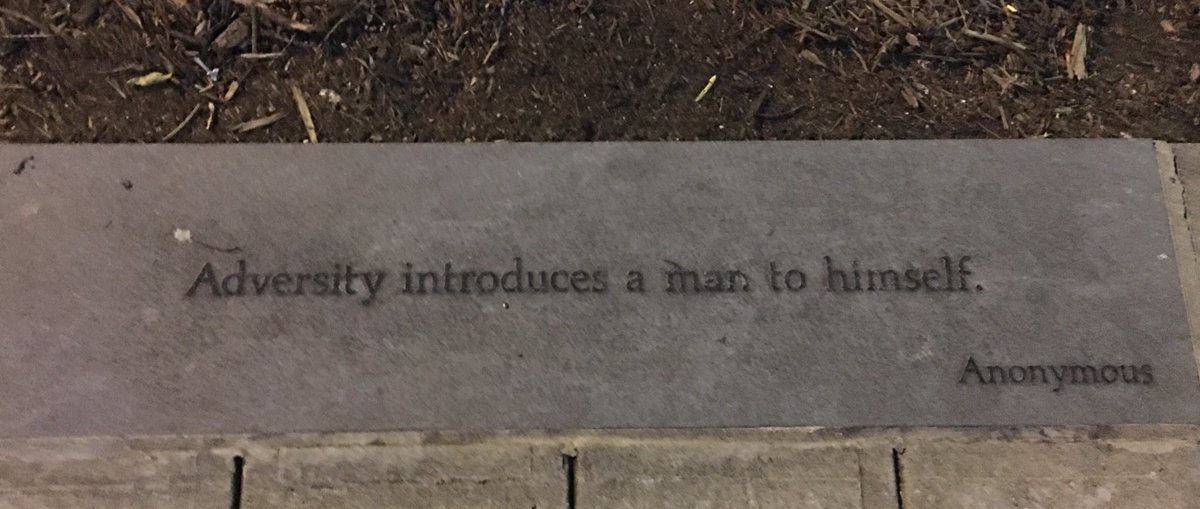 Adversity introduces a man to himself.
Anonymous